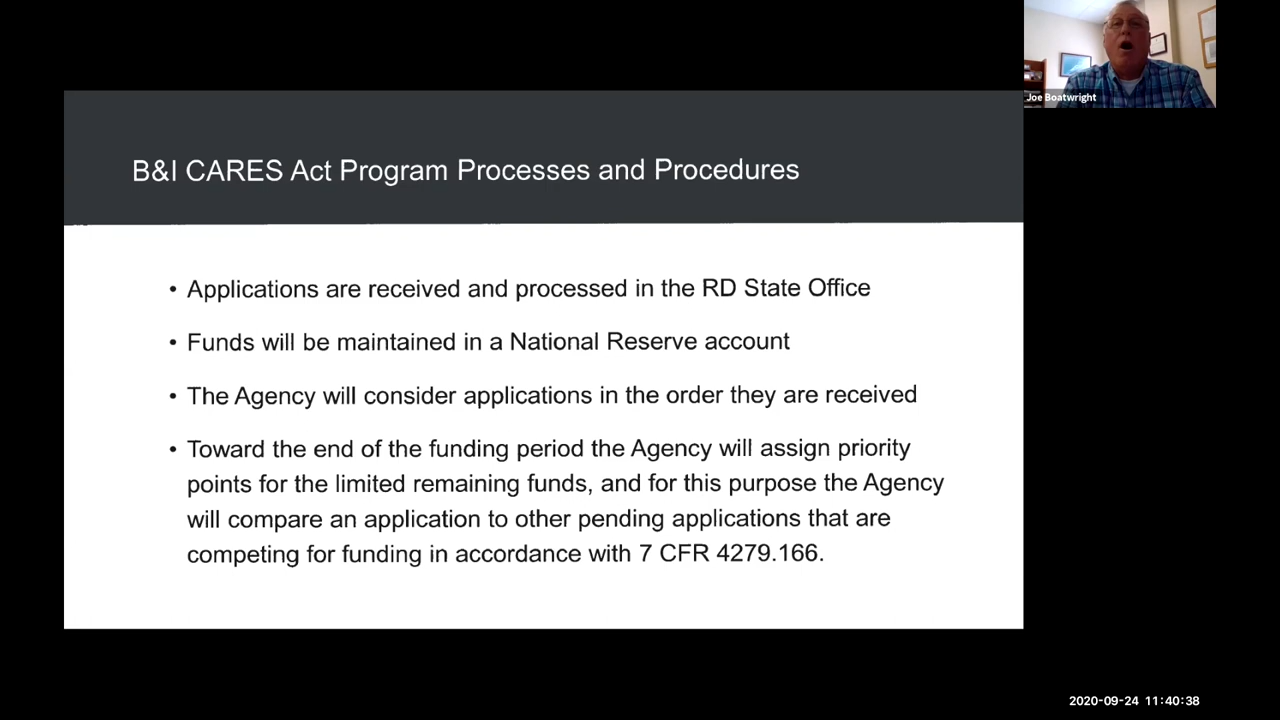 Joe Boatwright
B&I CARES Act Program Processes and Procedures
• Applications are received and processed in the RD State Office
• Funds will be maintained in a National Reserve account
• The Agency will consider applications in the order they are received
• Toward the end of the funding period the Agency will assign priority
points for the limited remaining funds, and for this purpose the Agency
will compare an application to other pending applications that are
competing for funding in accordance with 7 CFR 4279.166.
2020-09-24 11:40:38